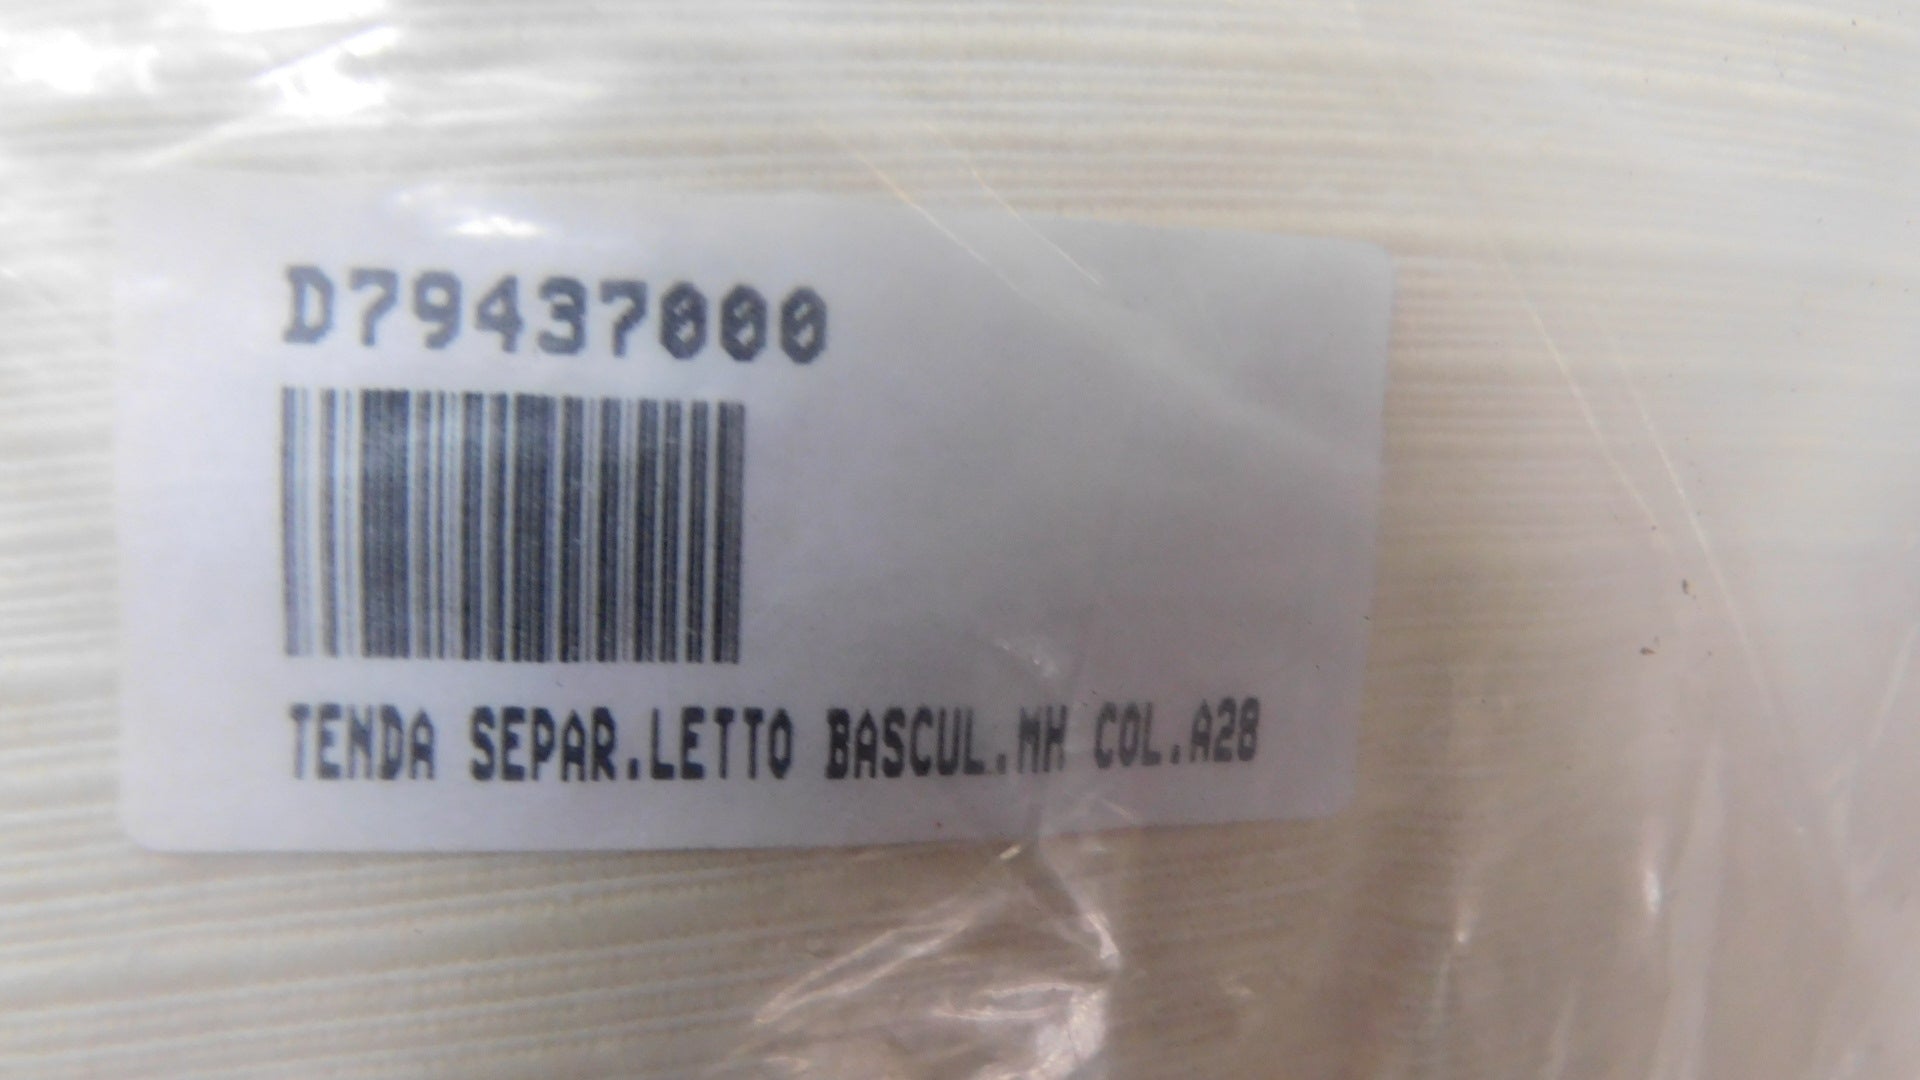 D79437000
TENDA SEPAR.LETTO BASCUL.MH COL.A28